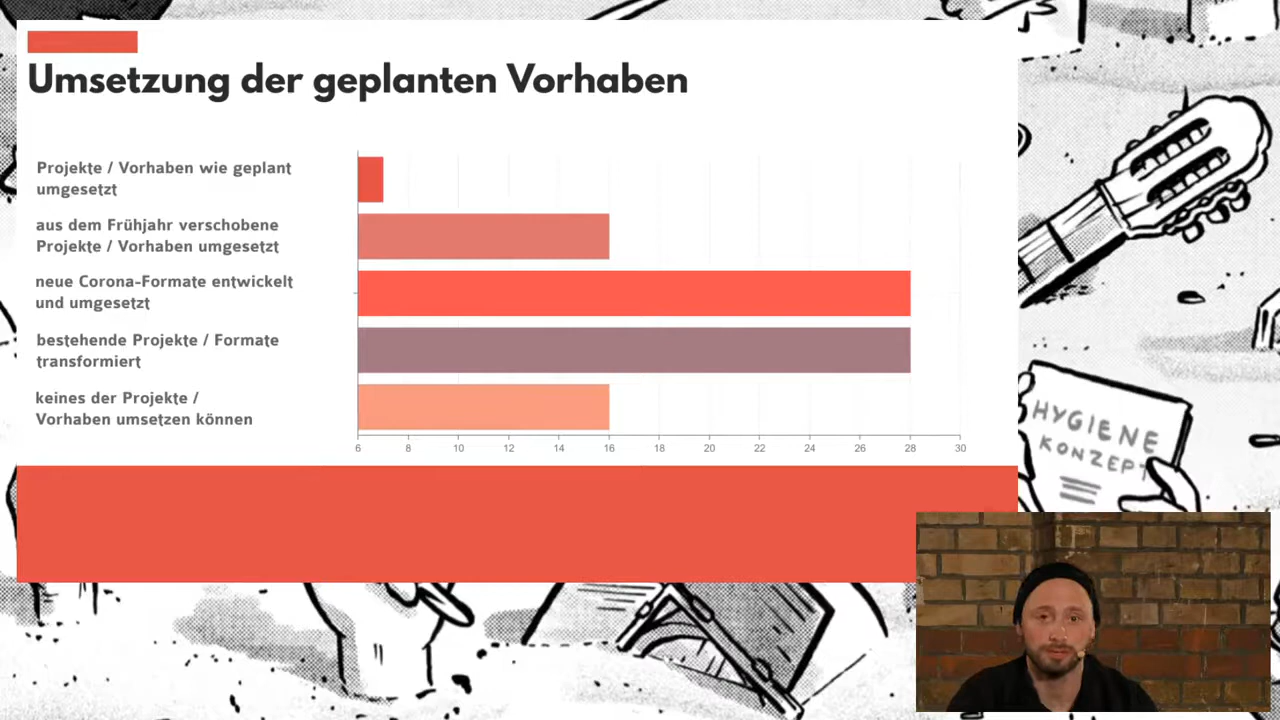 Umsetzung der geplanten Vorhaben
Projekte / Vorhaben wie geplant
umgesetzt
aus dem Frühjahr verschobene
Projekte / Vorhaben umgesetzt
neue Corona-Formate entwickelt
und umgesetzt
bestehende Projekte / Formate
transformiert
keines der Projekte /
Vorhaben umsetzen können
6 8 10 12 14 16 18 20 22 24 26 28 30
HYGIENE
KONZEPT